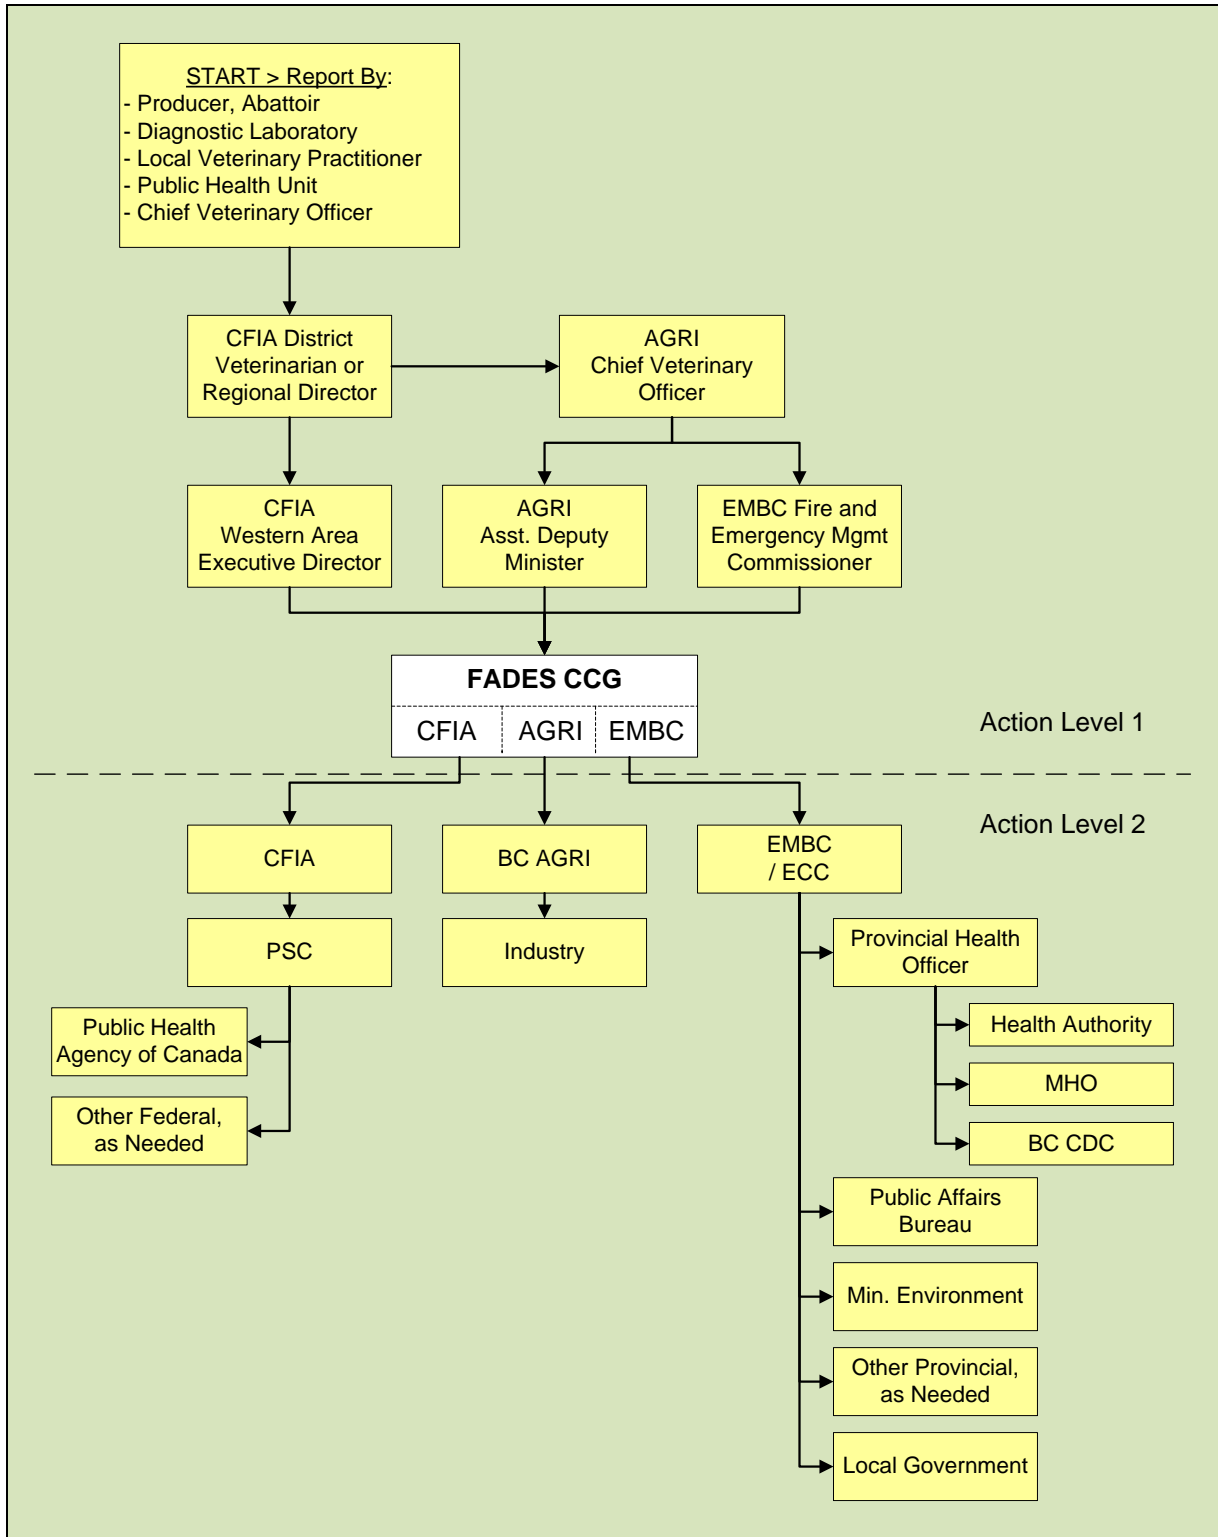 START > Report By:
- Producer, Abattoir
- Diagnostic Laboratory
- Local Veterinary Practitioner
- Public Health Unit
- Chief Veterinary Officer
CFIA District
Veterinarian or
Regional Director
AGRI
Chief Veterinary
Officer
CFIA
Western Area
Executive Director
AGRI
Asst. Deputy
Minister
EMBC Fire and
Emergency Mgmt
Commissioner
FADES CCG
CFIA
AGRI
EMBC
Action Level 1
Action Level 2
CFIA
BC AGRI
EMBC
/ ECC
PSC
Industry
Provincial Health
Officer
Public Health
Agency of Canada
Health Authority
Other Federal,
as Needed
MHO
BC CDC
Public Affairs
Bureau
Min. Environment
Other Provincial,
as Needed
Local Government